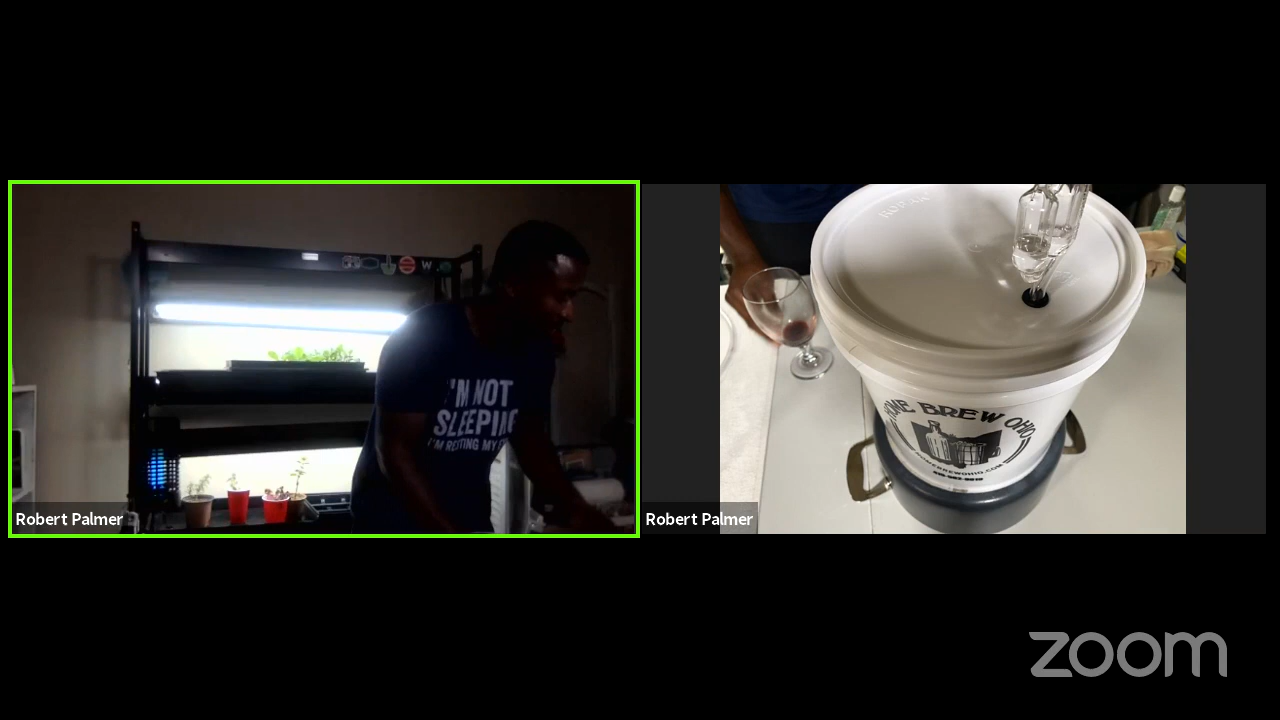 I'M NOT
SLEEPING
I'M RESTING MY
W
Robert Palmer
HOME BREW OHIO
Robert Palmer
zoom